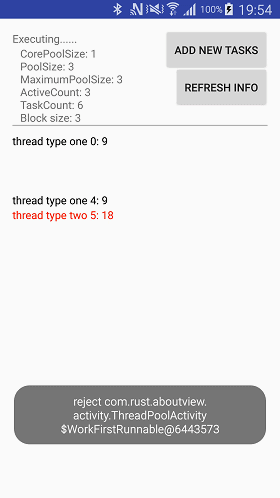 100% 19:54
Executing......
CorePoolSize: 1
PoolSize: 3
MaximumPoolSize: 3
ActiveCount: 3
TaskCount: 6
Block size: 3
ADD NEW TASKS
REFRESH INFO
thread type one 0: 9
thread type one 4: 9
thread type two 5: 18
reject com.rust.aboutview.
activity.ThreadPoolActivity
$WorkFirstRunnable@6443573